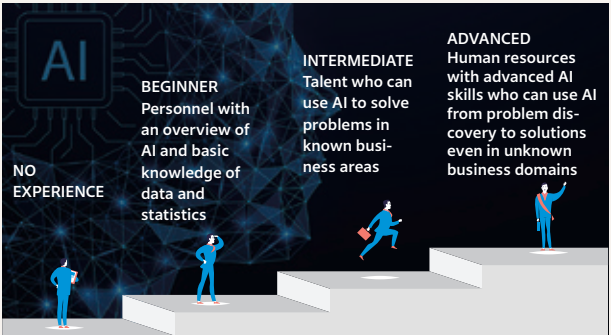 AI
NO
EXPERIENCE
BEGINNER
Personnel with
an overview of
AI and basic
knowledge of
data and
statistics
INTERMEDIATE
Talent who can
use AI to solve
problems in
known busi-
ness areas
ADVANCED
Human resources
with advanced AI
skills who can use AI
from problem dis-
covery to solutions
even in unknown
business domains